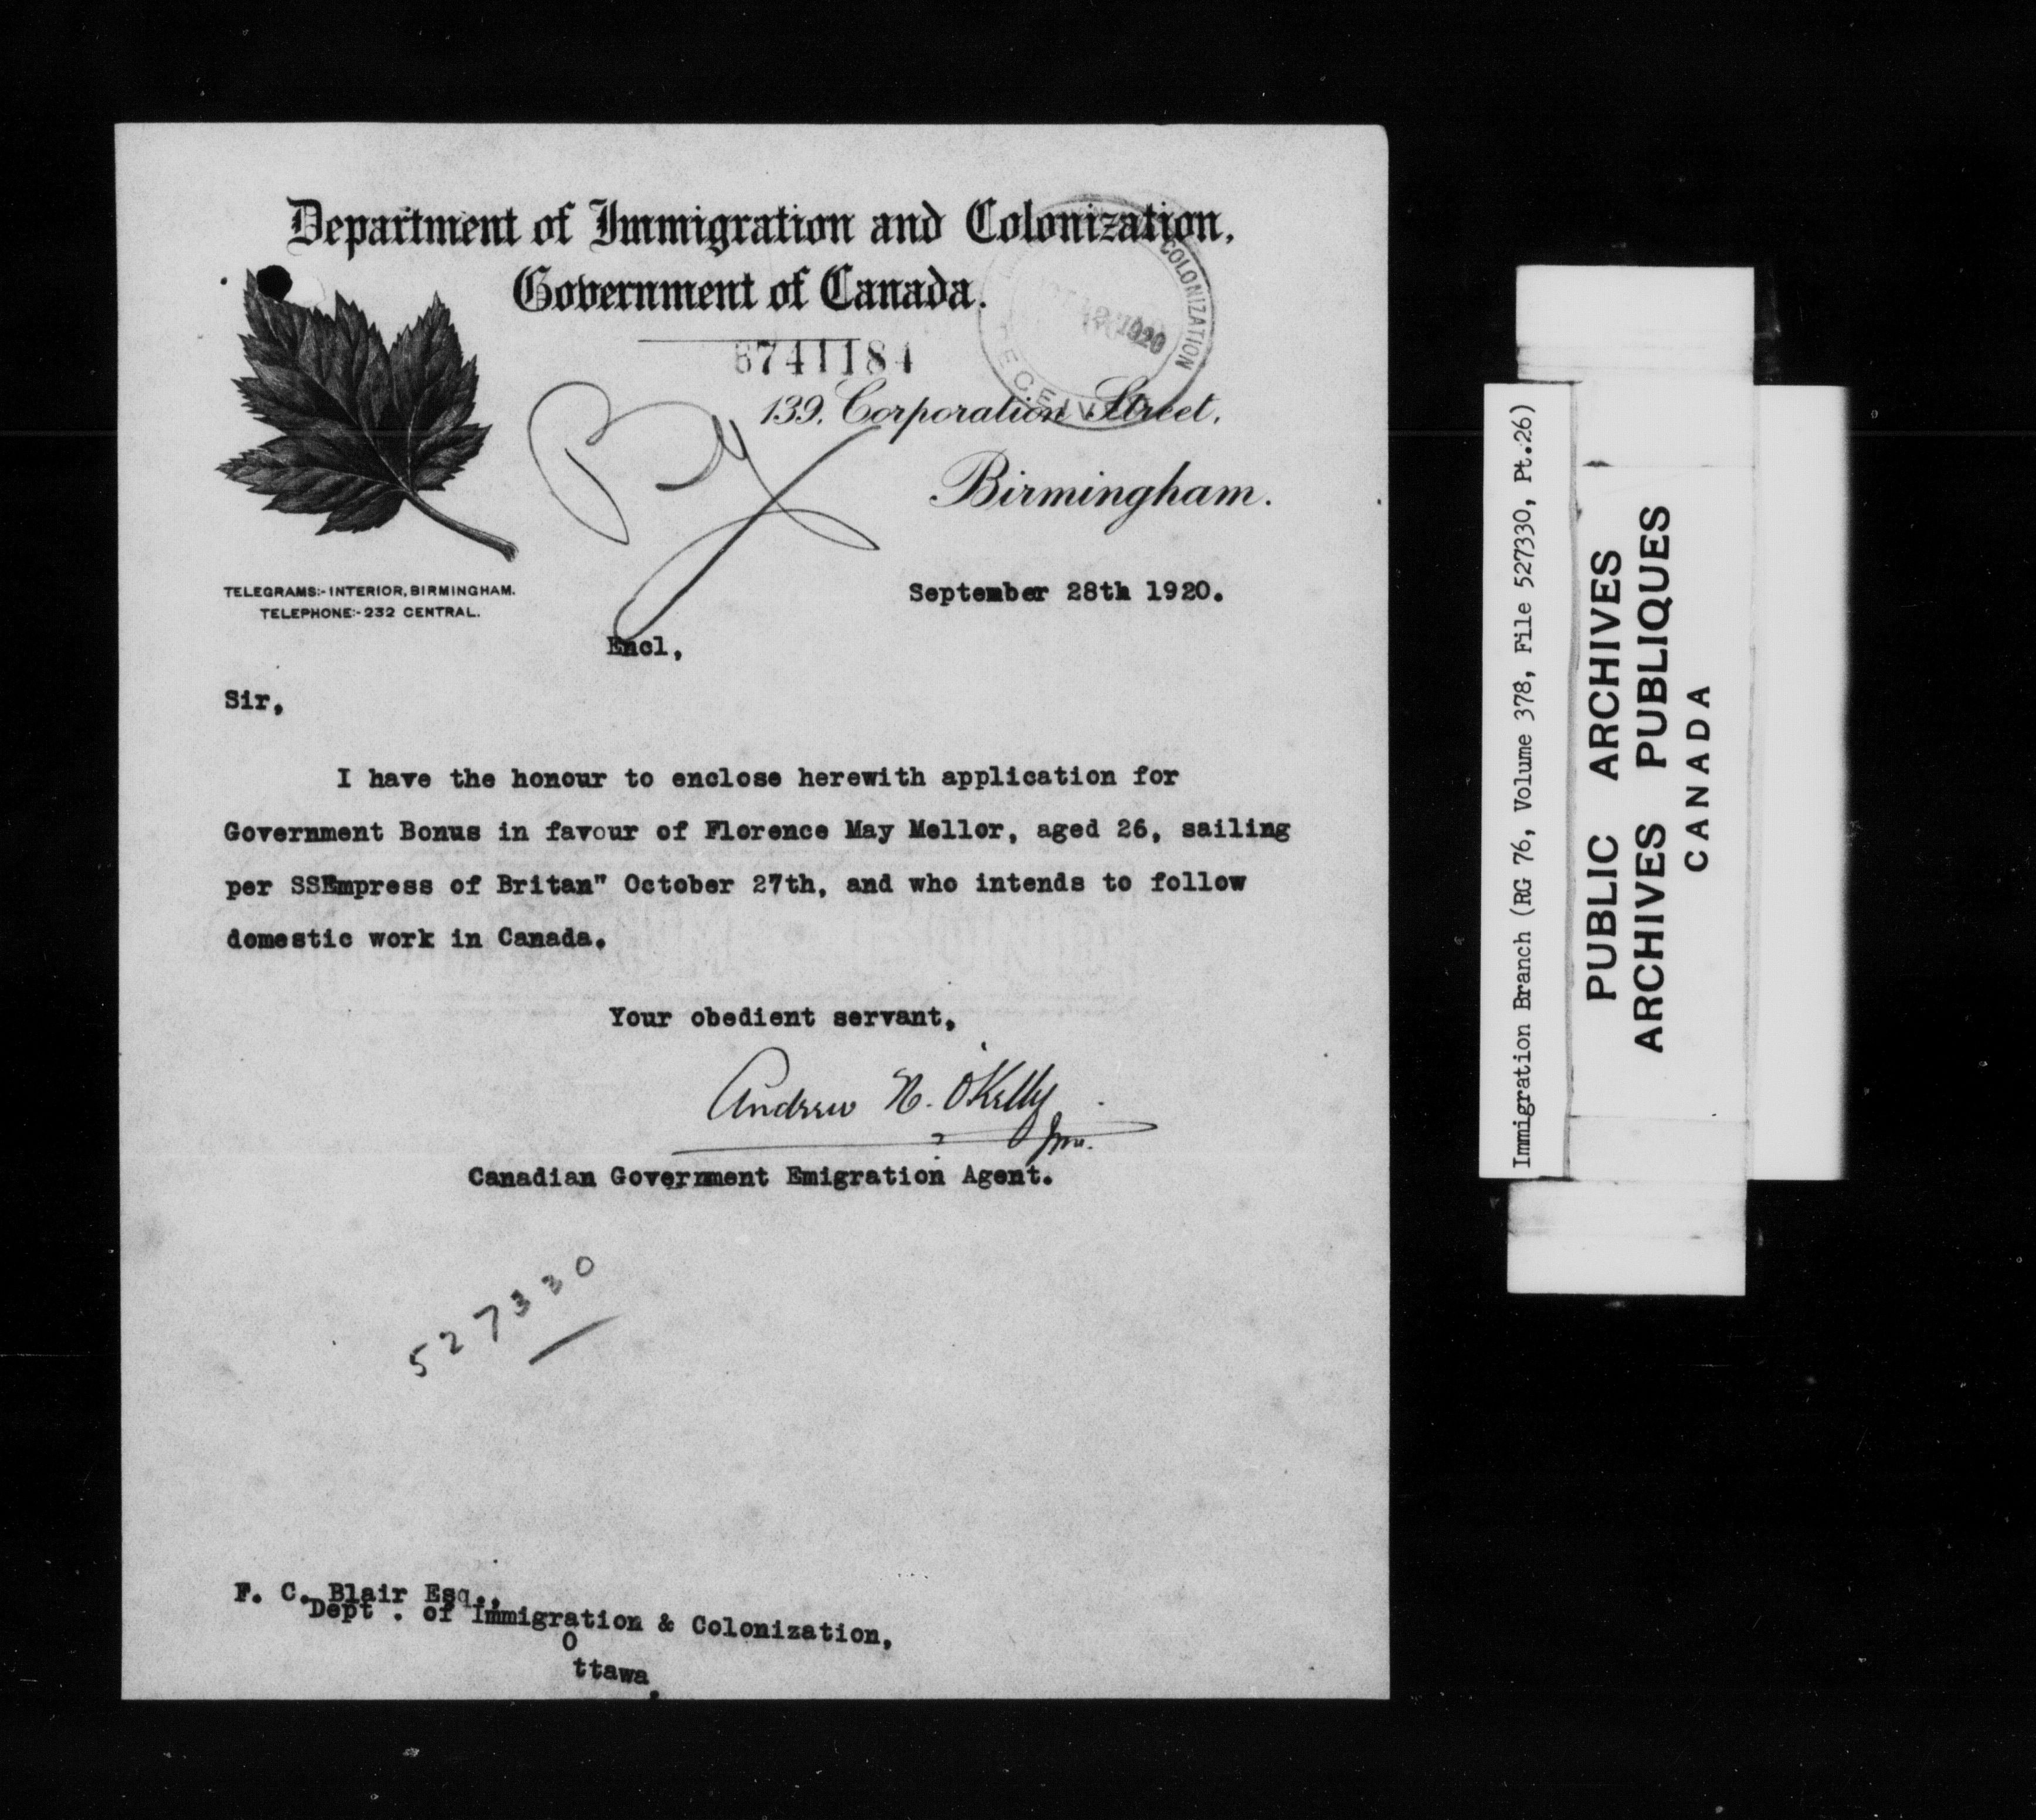 Department of Immigration and Colonization,
Government of Canada.
COLONIZATION
1920
RECEIV
6741184
139, Corporation Street,
Birmingham.
TELEGRAMS:- INTERIOR, BIRMINGHAM.
TELEPHONE:- 232 CENTRAL.
September 28th 1920.
Encl,
Sir,
I have the honour to enclose herewith application for
Government Bonus in favour of Florence May Mellor, aged 26, sailing
per SSEmpress of Britan" October 27th, and who intends to follow
domestic work in Canada.
Your obedient servant,
Andrew N. O'Kelly
Canadian Government Emigration Agent.
527330
F. C. Blair Esq.,
Dept . of Immigration & Colonization,
O
ttawa.
Immigration Branch (RG 76, Volume 378, File 527330, Pt.26)
PUBLIC ARCHIVES
ARCHIVES PUBLIQUES
CANADA